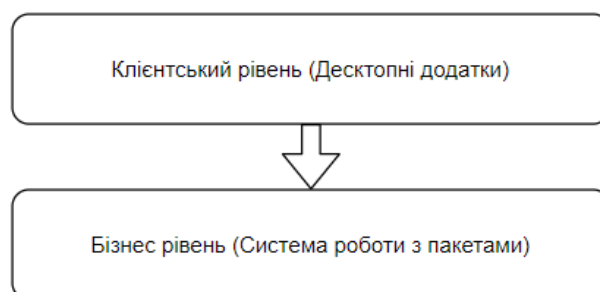 Клієнтський рівень (Десктопні додатки)
Бізнес рівень (Система роботи з пакетами)